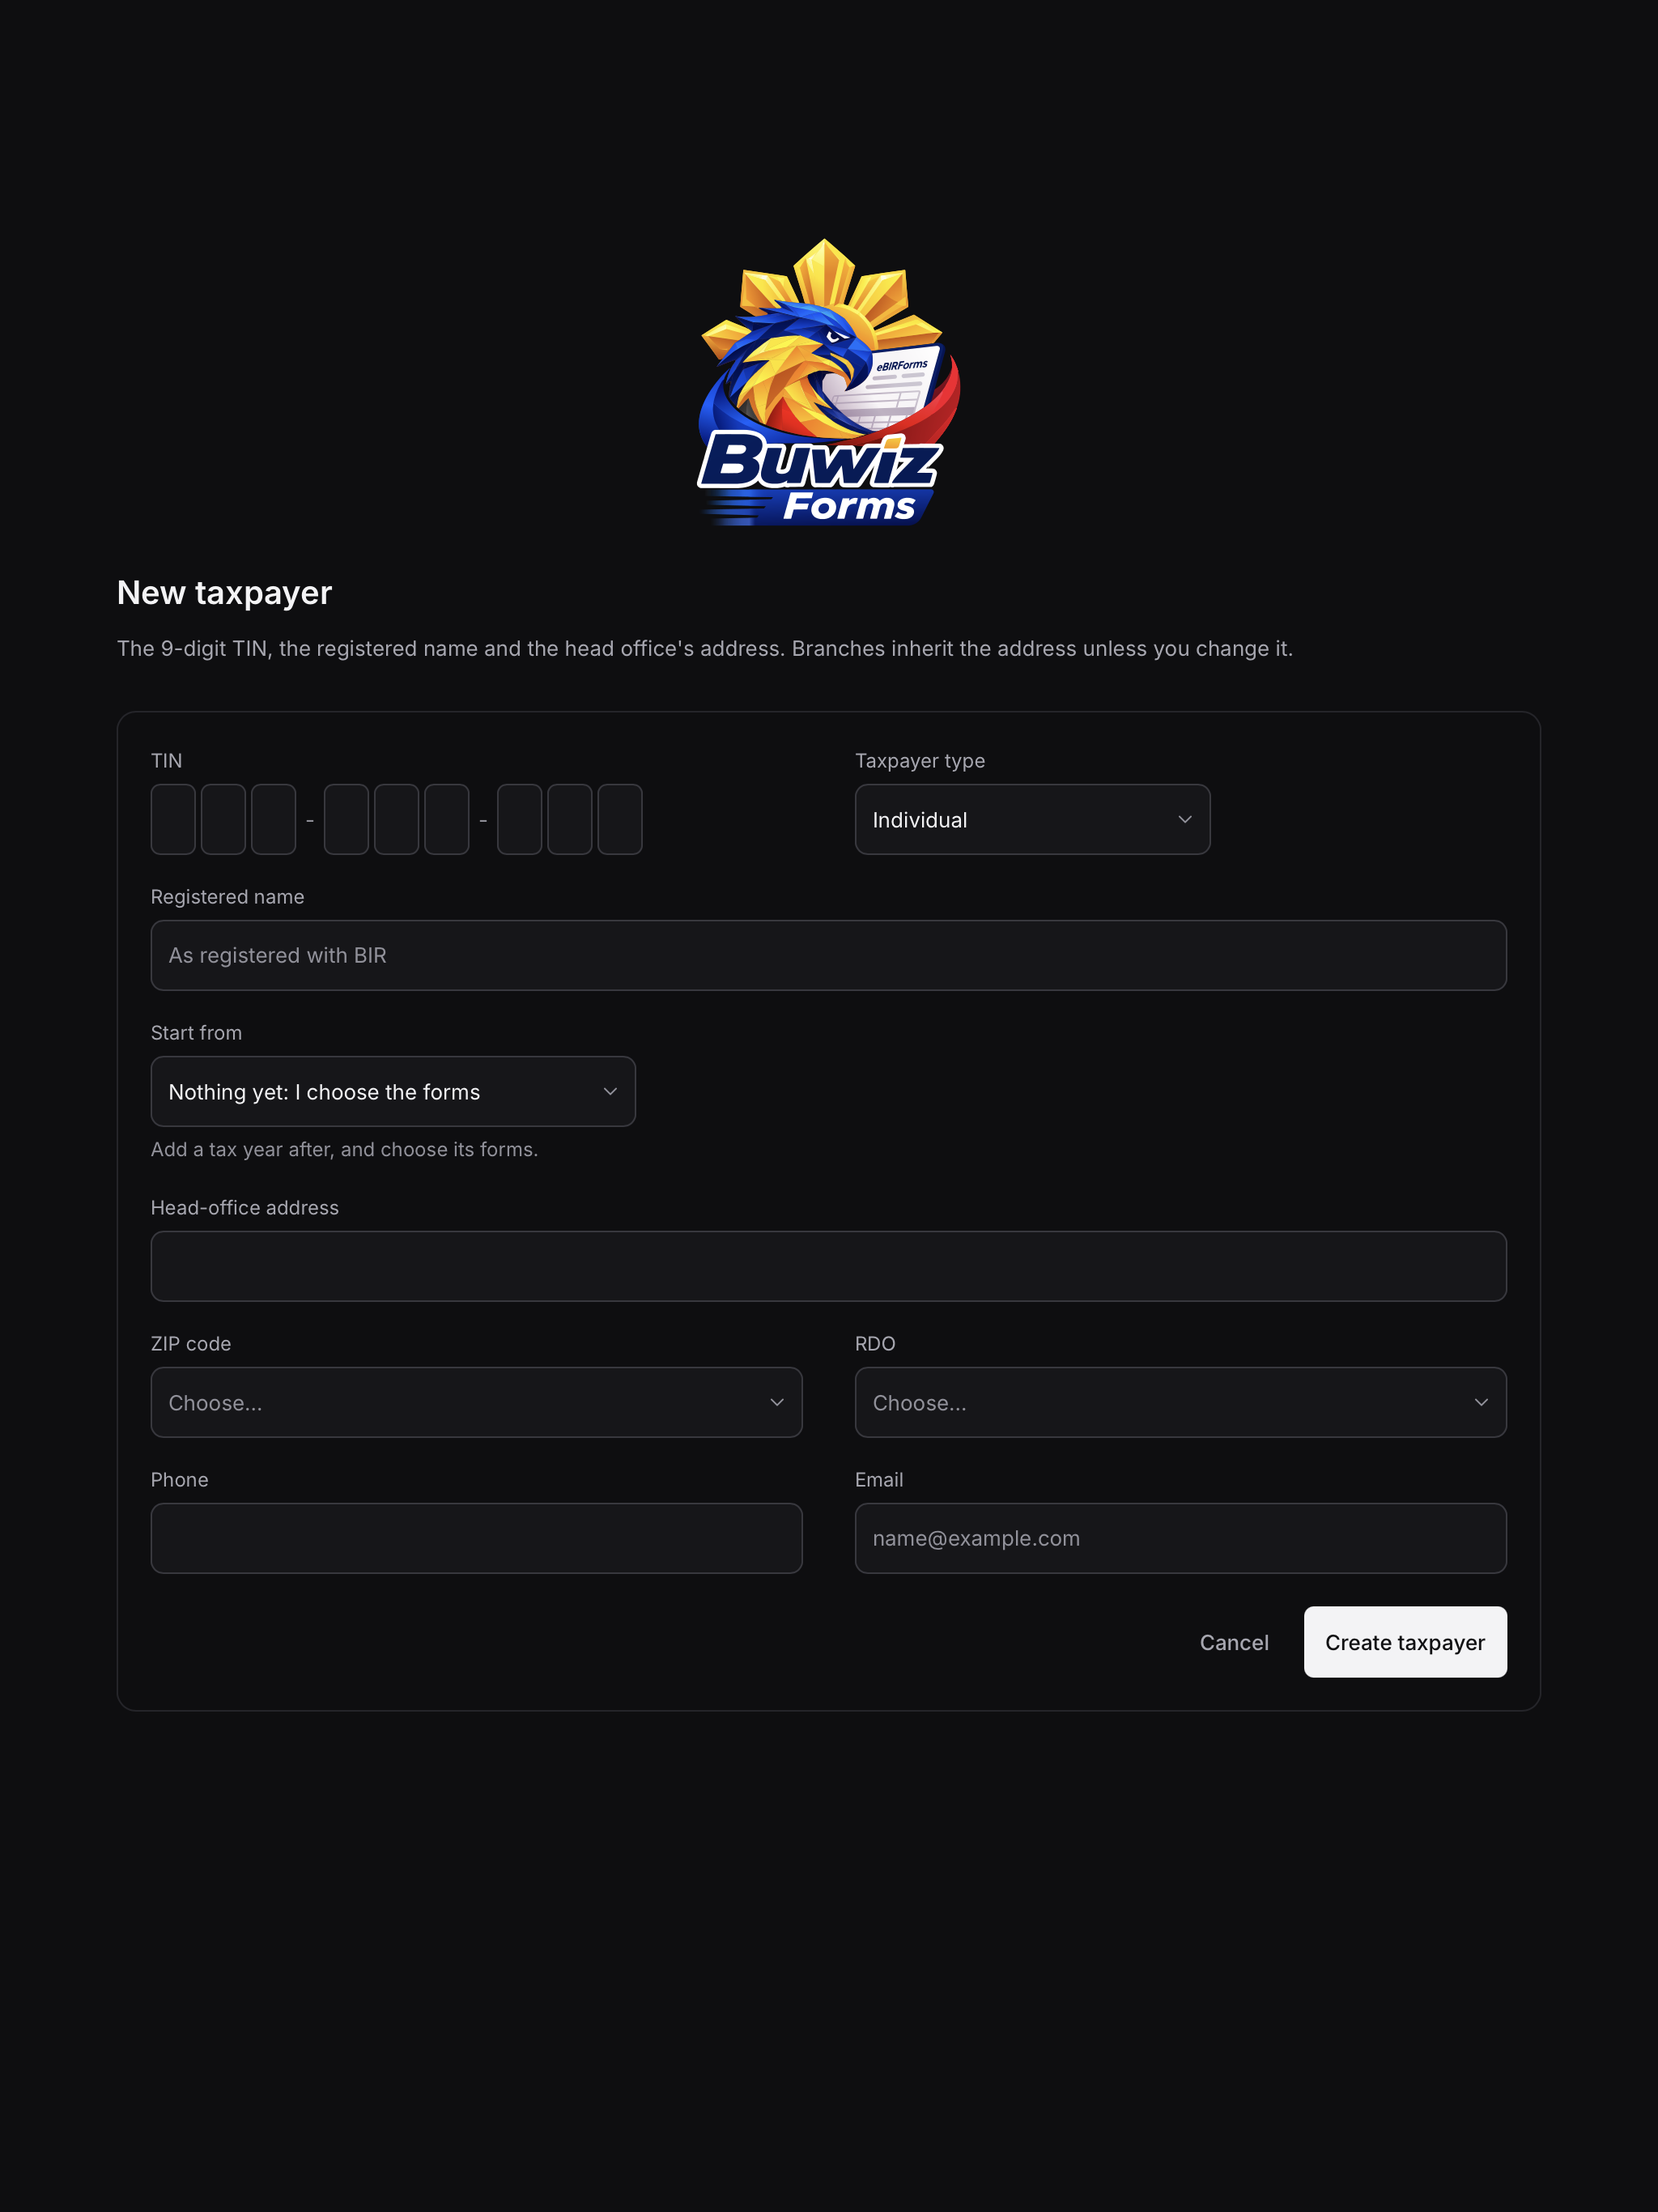 eBIRForms
Buwiz
Forms
New taxpayer
The 9-digit TIN, the registered name and the head office's address. Branches inherit the address unless you change it.
TIN
Taxpayer type
- -
Individual
Registered name
As registered with BIR
Start from
Nothing yet: I choose the forms
Add a tax year after, and choose its forms.
Head-office address
ZIP code
RDO
Choose...
Choose...
Phone
Email
name@example.com
Cancel
Create taxpayer